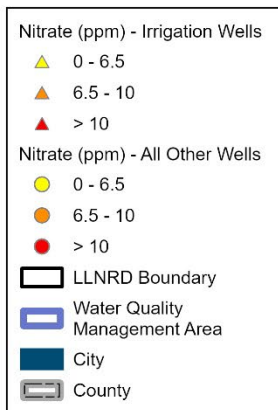 Nitrate (ppm) - Irrigation Wells
0 - 6.5
6.5 - 10
> 10
Nitrate (ppm) - All Other Wells
0 - 6.5
6.5 - 10
> 10
LLNRD Boundary
Water Quality
Management Area
City
County